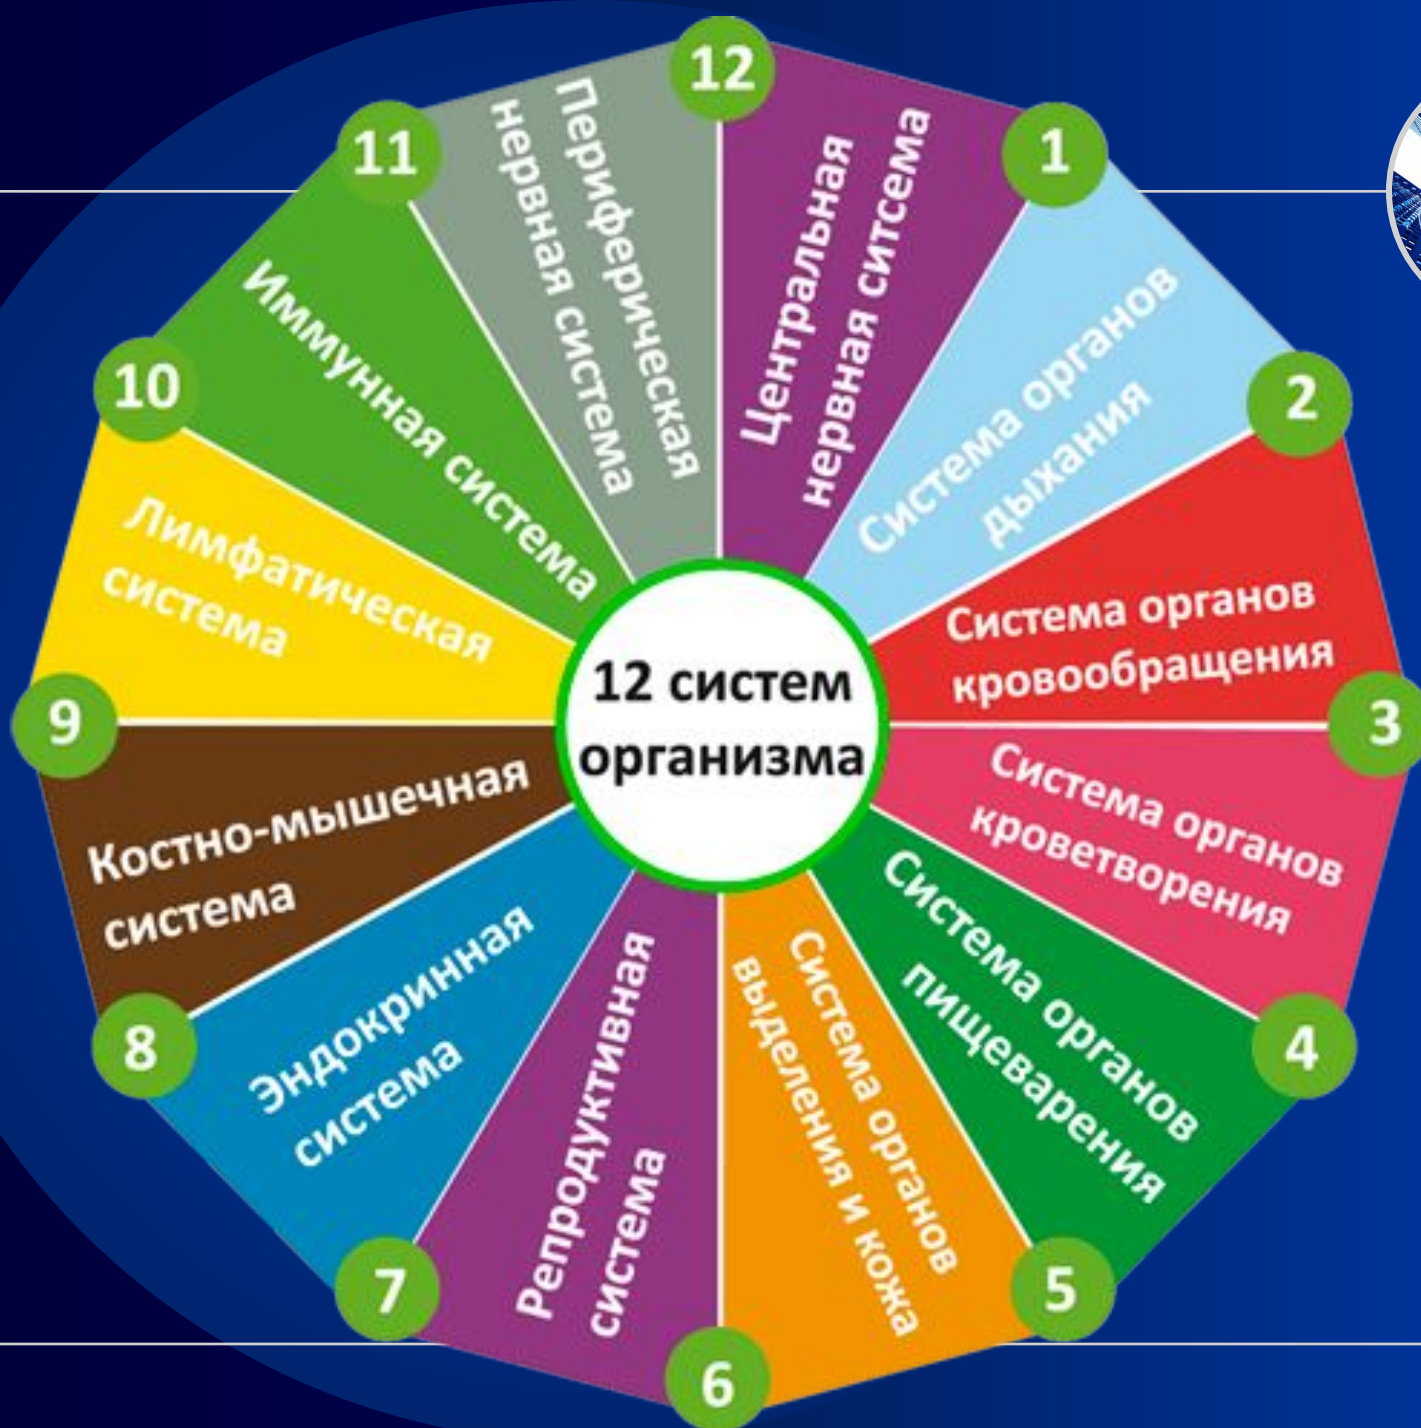 12 систем
организма
12
Центральная
нервная ситсема
1
Система органов
дыхания
2
Система органов
кровообращения
3
Система органов
кроветворения
4
Система органов
пищеварения
5
Система органов
выделения и кожа
6
Репродуктивная
система
7
Эндокринная
система
8
Костно-мышечная
система
9
Лимфатическая
система
10
Иммунная система
11
Периферическая
нервная система